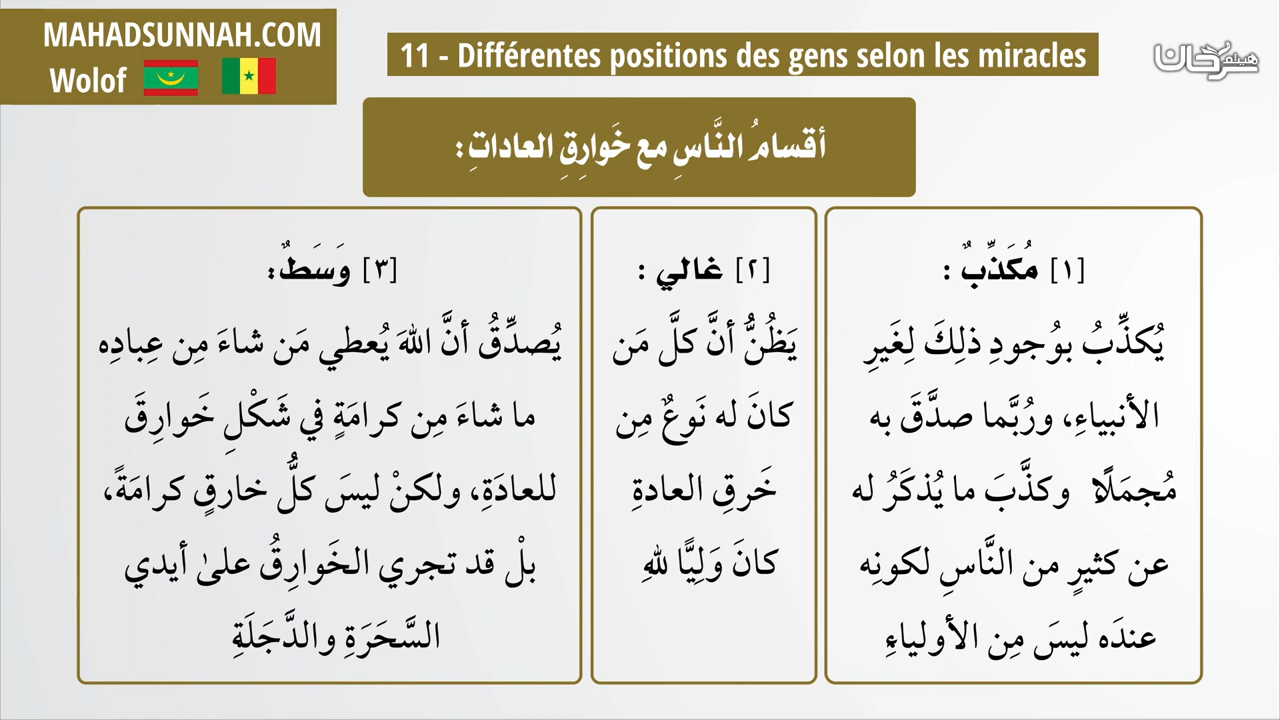 MAHADSUNNAH.COM
Wolof
11 - Différentes positions des gens selon les miracles
هيثم سرحان
أقسامُ النَّاسِ مع خَوارِقِ العاداتِ:
[١] مُكَذِّبٌ :
يُكذِّبُ بوُجودِ ذلِكَ لِغَيرِ
الأنبياءِ، ورُبَّما صدَّقَ به
مُجمَلًا وكذَّبَ ما يُذكَرُ له
عن كثيرٍ من النَّاسِ لكونِه
عندَه ليسَ مِن الأولياءِ
[٢] غالي :
يَظُنُّ أنَّ كلَّ مَن
كانَ له نَوعٌ مِن
خَرقِ العادةِ
كانَ وَلِيًّا للهِ
[٣] وَسَطٌ:
يُصدِّقُ أنَّ اللهَ يُعطي مَن شاءَ مِن عِبادِه
ما شاءَ مِن كرامَةٍ في شَكْلِ خَوارِقَ
للعادَةِ، ولكنْ ليسَ كلُّ خارقٍ كرامَةً،
بلْ قد تجري الخَوارِقُ علىٰ أيدي
السَّحَرَةِ والدَّجَلَةِ